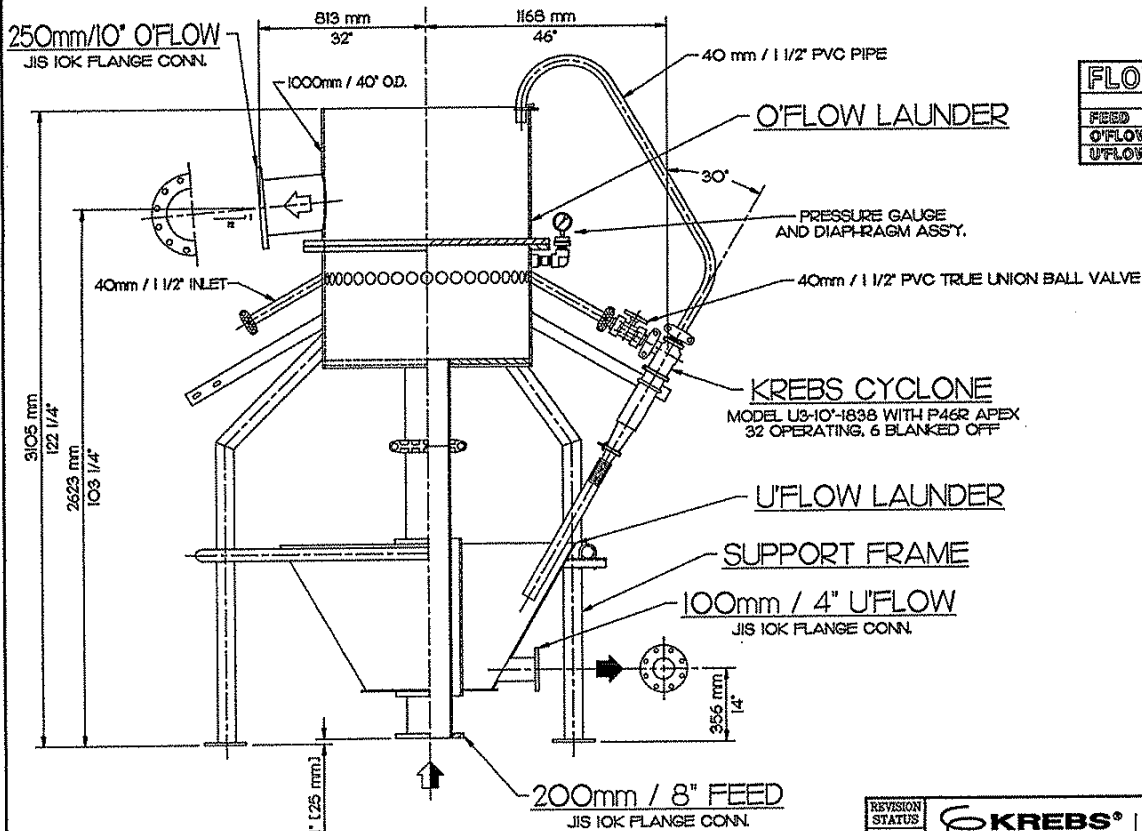 813 mm
32"
1168 mm
46"
250mm/10" O'FLOW
JIS 10K FLANGE CONN.
1000mm / 40" O.D.
40 mm / 1 1/2" PVC PIPE
O'FLOW LAUNDER
FLO
FEED
O'FLOW
U'FLOW
30°
PRESSURE GAUGE
AND DIAPHRAGM ASS'Y.
12
40mm / 1 1/2" INLET
40mm / 1 1/2" PVC TRUE UNION BALL VALVE
KREBS CYCLONE
MODEL U3-10°-1838 WITH P46R APEX
32 OPERATING, 6 BLANKED OFF
3105 mm
122 1/4"
2623 mm
103 1/4"
U'FLOW LAUNDER
SUPPORT FRAME
100mm / 4" U'FLOW
JIS 10K FLANGE CONN.
356 mm
14"
" [25 mm]
200mm / 8" FEED
JIS 10K FLANGE CONN.
REVISION
STATUS
KREBS®